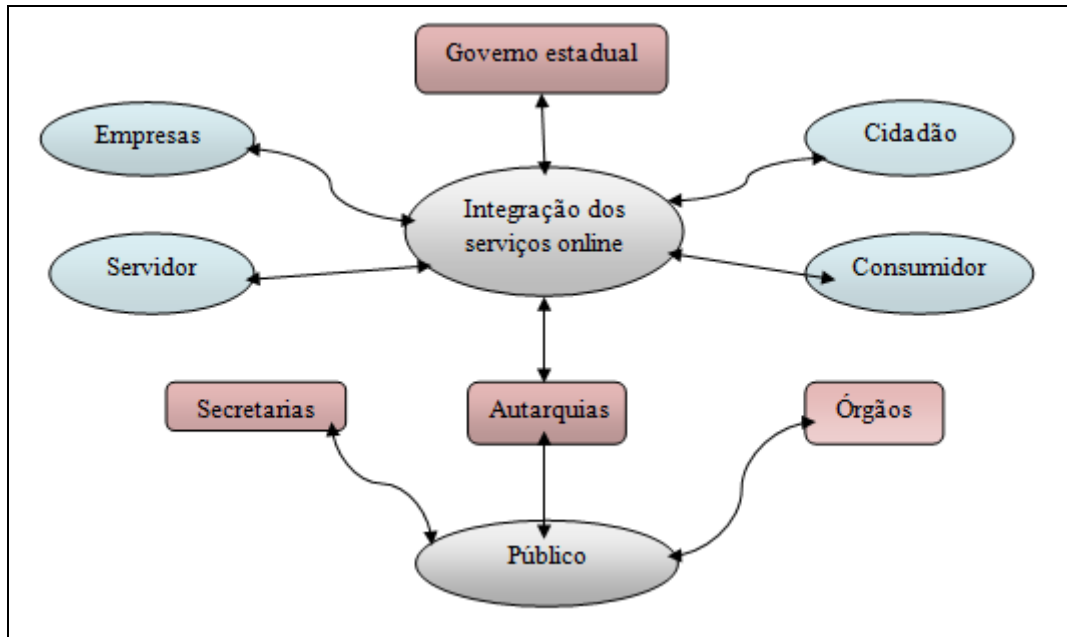 Governo estadual
Empresas
Cidadão
Integração dos
serviços online
Servidor
Consumidor
Secretarias
Autarquias
Órgãos
Público